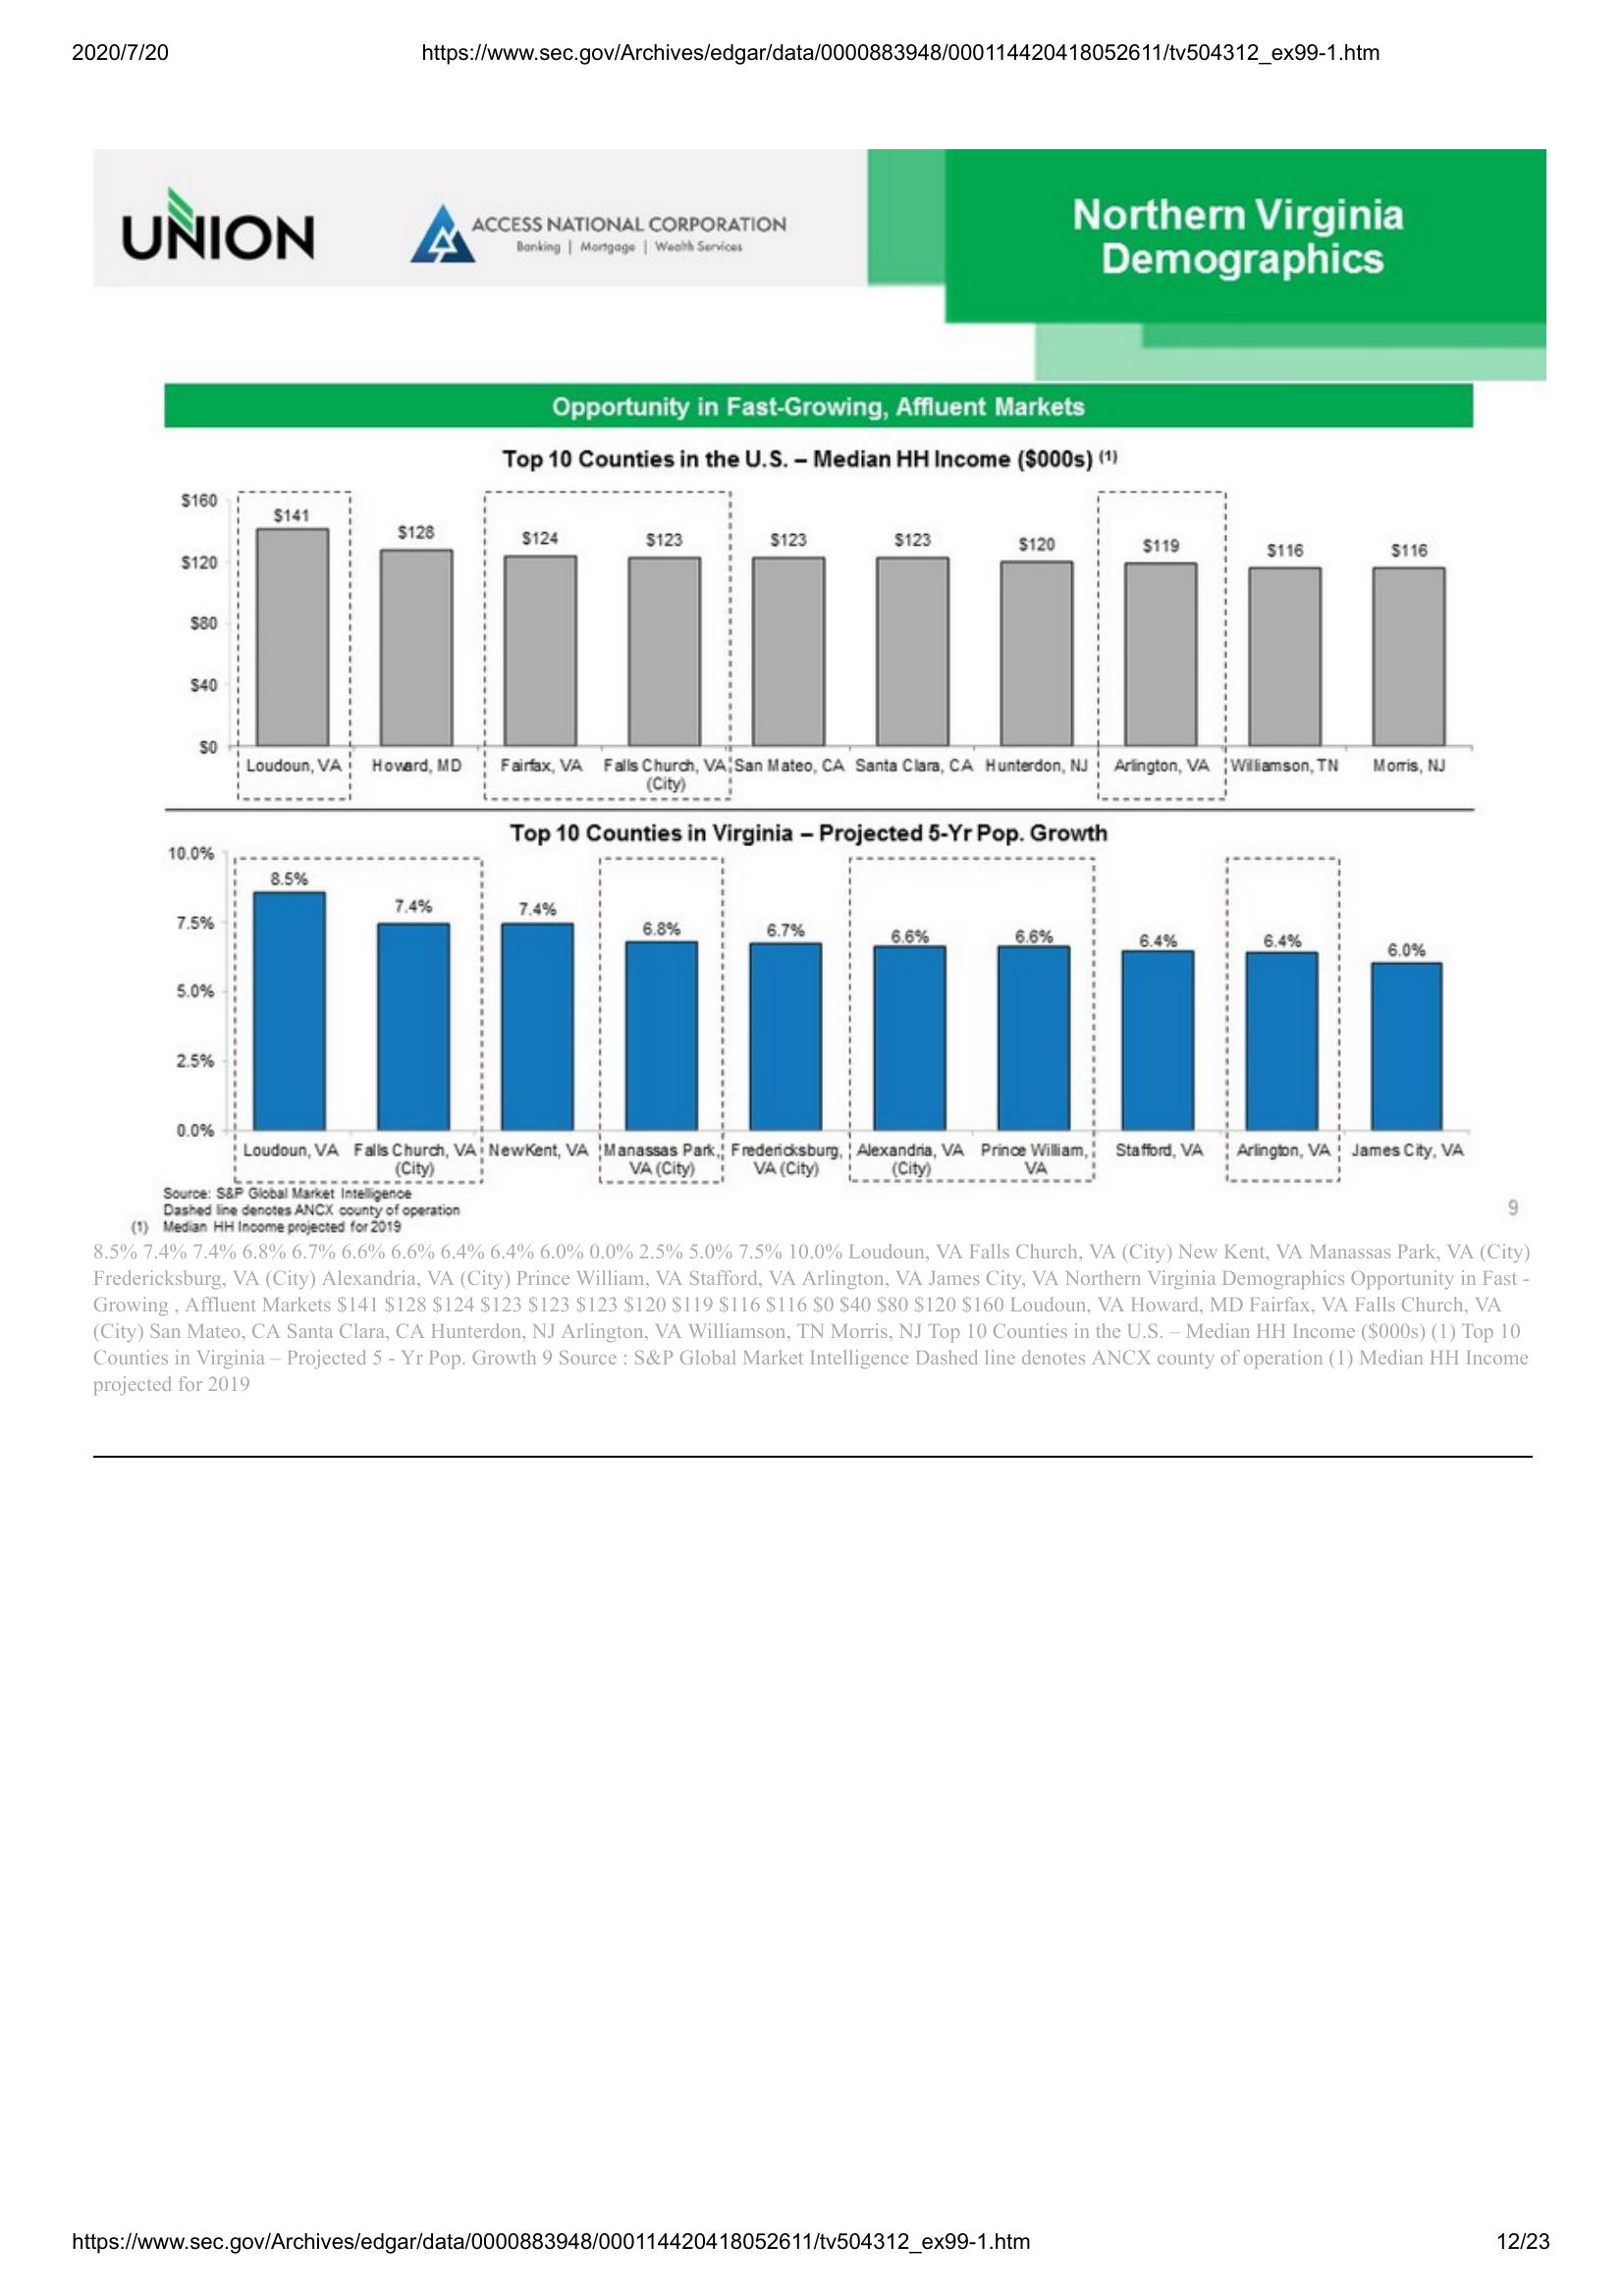 2020/7/20 https://www.sec.gov/Archives/edgar/data/0000883948/000114420418052611/tv504312_ex99-1.htm
UNION
ACCESS NATIONAL CORPORATION
Banking | Mortgage | Wealth Services
Northern Virginia
Demographics
Opportunity in Fast-Growing, Affluent Markets
Top 10 Counties in the U.S. – Median HH Income ($000s) (1)
$160
$120
$80
$40
$0
$141 $128 $124 $123 $123 $123 $120 $119 $116 $116
Loudoun, VA Howard, MD Fairfax, VA Falls Church, VA San Mateo, CA Santa Clara, CA Hunterdon, NJ Arlington, VA Williamson, TN Morris, NJ
(City)
Top 10 Counties in Virginia – Projected 5-Yr Pop. Growth
10.0%
7.5%
5.0%
2.5%
0.0%
8.5% 7.4% 7.4% 6.8% 6.7% 6.6% 6.6% 6.4% 6.4% 6.0%
Loudoun, VA Falls Church, VA New Kent, VA Manassas Park, Fredericksburg, Alexandria, VA Prince William, Stafford, VA Arlington, VA James City, VA
(City) VA (City) VA (City) (City) VA
Source: S&P Global Market Intelligence
Dashed line denotes ANCX county of operation
(1) Median HH Income projected for 2019
9
8.5% 7.4% 7.4% 6.8% 6.7% 6.6% 6.6% 6.4% 6.4% 6.0% 0.0% 2.5% 5.0% 7.5% 10.0% Loudoun, VA Falls Church, VA (City) New Kent, VA Manassas Park, VA (City)
Fredericksburg, VA (City) Alexandria, VA (City) Prince William, VA Stafford, VA Arlington, VA James City, VA Northern Virginia Demographics Opportunity in Fast -
Growing , Affluent Markets $141 $128 $124 $123 $123 $123 $120 $119 $116 $116 $0 $40 $80 $120 $160 Loudoun, VA Howard, MD Fairfax, VA Falls Church, VA
(City) San Mateo, CA Santa Clara, CA Hunterdon, NJ Arlington, VA Williamson, TN Morris, NJ Top 10 Counties in the U.S. – Median HH Income ($000s) (1) Top 10
Counties in Virginia – Projected 5 - Yr Pop. Growth 9 Source : S&P Global Market Intelligence Dashed line denotes ANCX county of operation (1) Median HH Income
projected for 2019
https://www.sec.gov/Archives/edgar/data/0000883948/000114420418052611/tv504312_ex99-1.htm 12/23